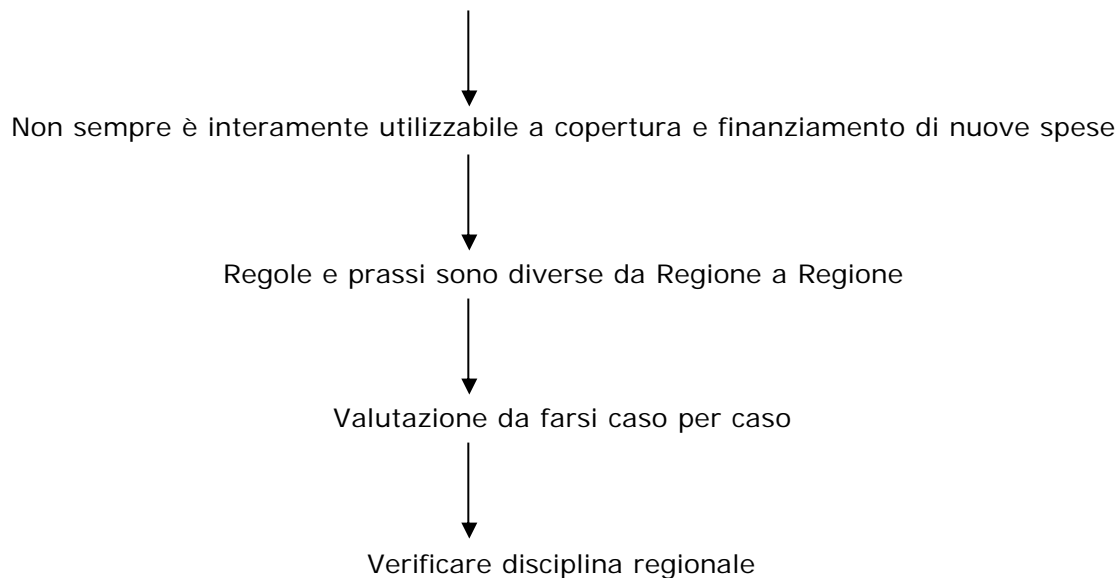 Non sempre è interamente utilizzabile a copertura e finanziamento di nuove spese
Regole e prassi sono diverse da Regione a Regione
Valutazione da farsi caso per caso
Verificare disciplina regionale